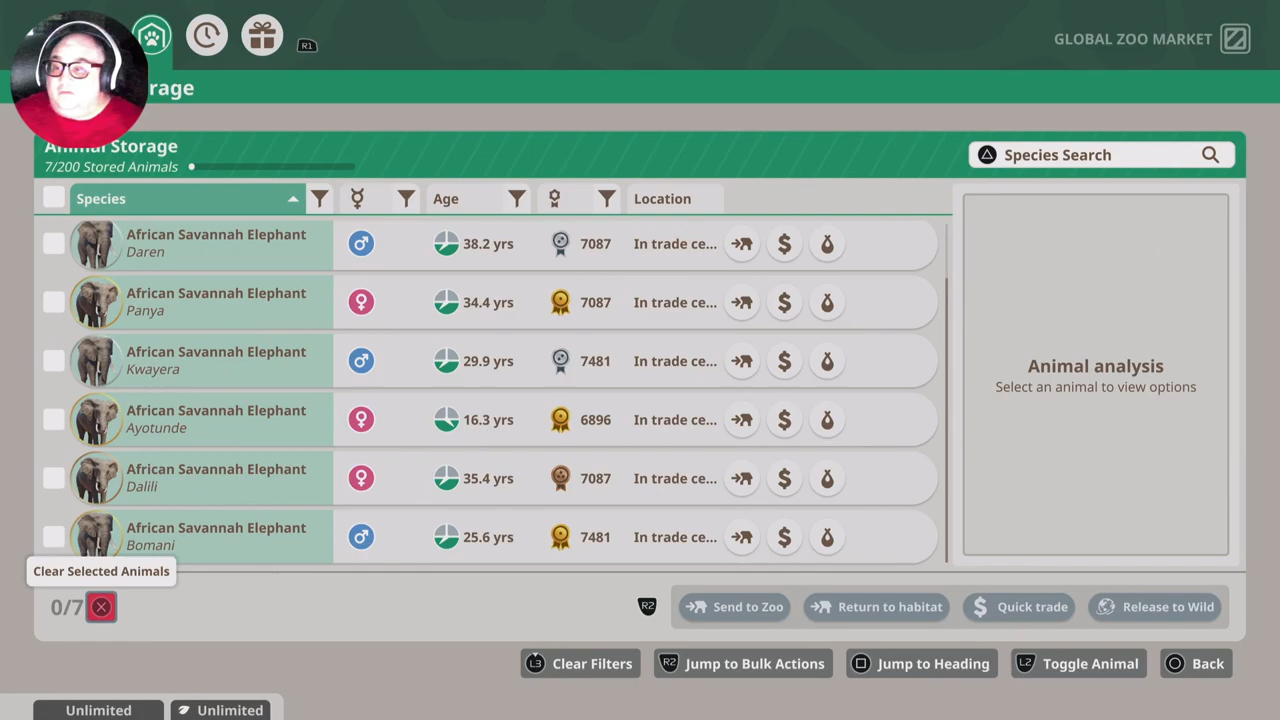 R1
GLOBAL ZOO MARKET
rage
Animal Storage
7/200 Stored Animals
Species Search
Species
Age
Location
African Savannah Elephant
Daren
38.2 yrs
7087
In trade ce...
African Savannah Elephant
Panya
34.4 yrs
7087
In trade ce...
African Savannah Elephant
Kwayera
29.9 yrs
7481
In trade ce...
African Savannah Elephant
Ayotunde
16.3 yrs
6896
In trade ce...
African Savannah Elephant
Dalili
35.4 yrs
7087
In trade ce...
African Savannah Elephant
Bomani
25.6 yrs
7481
In trade ce...
Animal analysis
Select an animal to view options
Clear Selected Animals
0/7
R2
Send to Zoo
Return to habitat
$ Quick trade
Release to Wild
L3 Clear Filters
R2 Jump to Bulk Actions
Jump to Heading
L2 Toggle Animal
Back
Unlimited
Unlimited